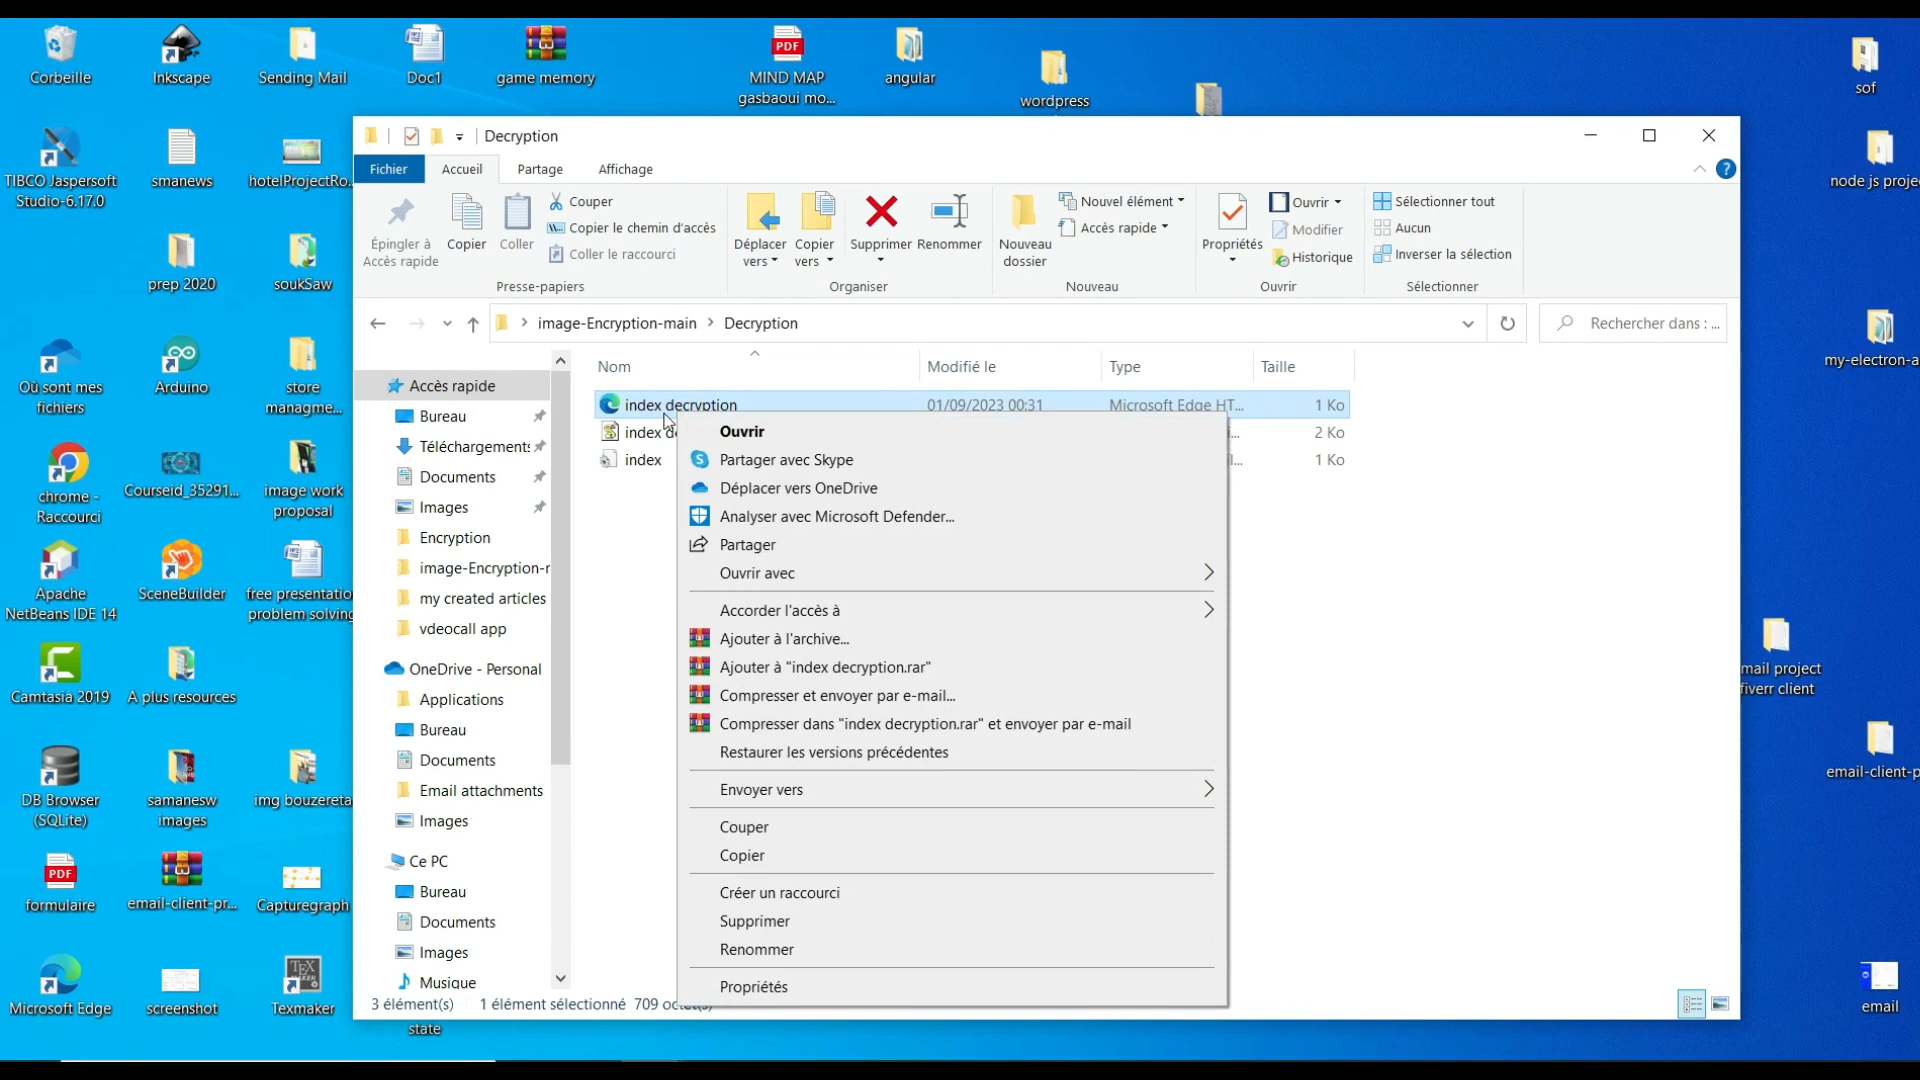 Corbeille
Inkscape
Sending Mail
Doc1
game memory
PDF
MIND MAP
gasbaoui mo...
angular
wordpress
sof
TIBCO Jaspersoft
Studio-6.17.0
smanews
hotelProjectRo...
node js proje
prep 2020
soukSaw
Où sont mes
fichiers
Arduino
store
managme...
my-electron-a
chrome -
Raccourci
Courseid_35291...
image work
proposal
Apache
NetBeans IDE 14
SceneBuilder
free presentatio
problem solving
Camtasia 2019
A plus resources
mail project
fiverr client
DB Browser
(SQLite)
samanesw
images
img bouzereta
email-client-p
PDF
formulaire
email-client-pr...
Capturegraph
Microsoft Edge
screenshot
TEX
MAKER
Texmaker
state
email
Decryption
Fichier
Accueil
Partage
Affichage
Épingler à
Accès rapide
Copier
Coller
Couper
Copier le chemin d'accès
Coller le raccourci
Presse-papiers
Déplacer
vers
Copier
vers
Supprimer
Renommer
Organiser
Nouveau
dossier
Nouvel élément
Accès rapide
Nouveau
Propriétés
Ouvrir
Modifier
Historique
Ouvrir
Sélectionner tout
Aucun
Inverser la sélection
Sélectionner
image-Encryption-main
Decryption
Rechercher dans : ...
Nom
Modifié le
Type
Taille
Accès rapide
Bureau
Téléchargements
Documents
Images
Encryption
image-Encryption-r
my created articles
vdeocall app
OneDrive - Personal
Applications
Bureau
Documents
Email attachments
Images
Ce PC
Bureau
Documents
Images
Musique
index decryption 01/09/2023 00:31 Microsoft Edge HT... 1 Ko
index de i... 2 Ko
index l... 1 Ko
Ouvrir
Partager avec Skype
Déplacer vers OneDrive
Analyser avec Microsoft Defender...
Partager
Ouvrir avec
Accorder l'accès à
Ajouter à l'archive...
Ajouter à "index decryption.rar"
Compresser et envoyer par e-mail...
Compresser dans "index decryption.rar" et envoyer par e-mail
Restaurer les versions précédentes
Envoyer vers
Couper
Copier
Créer un raccourci
Supprimer
Renommer
Propriétés
3 élément(s) 1 élément sélectionné 709 octet(s)